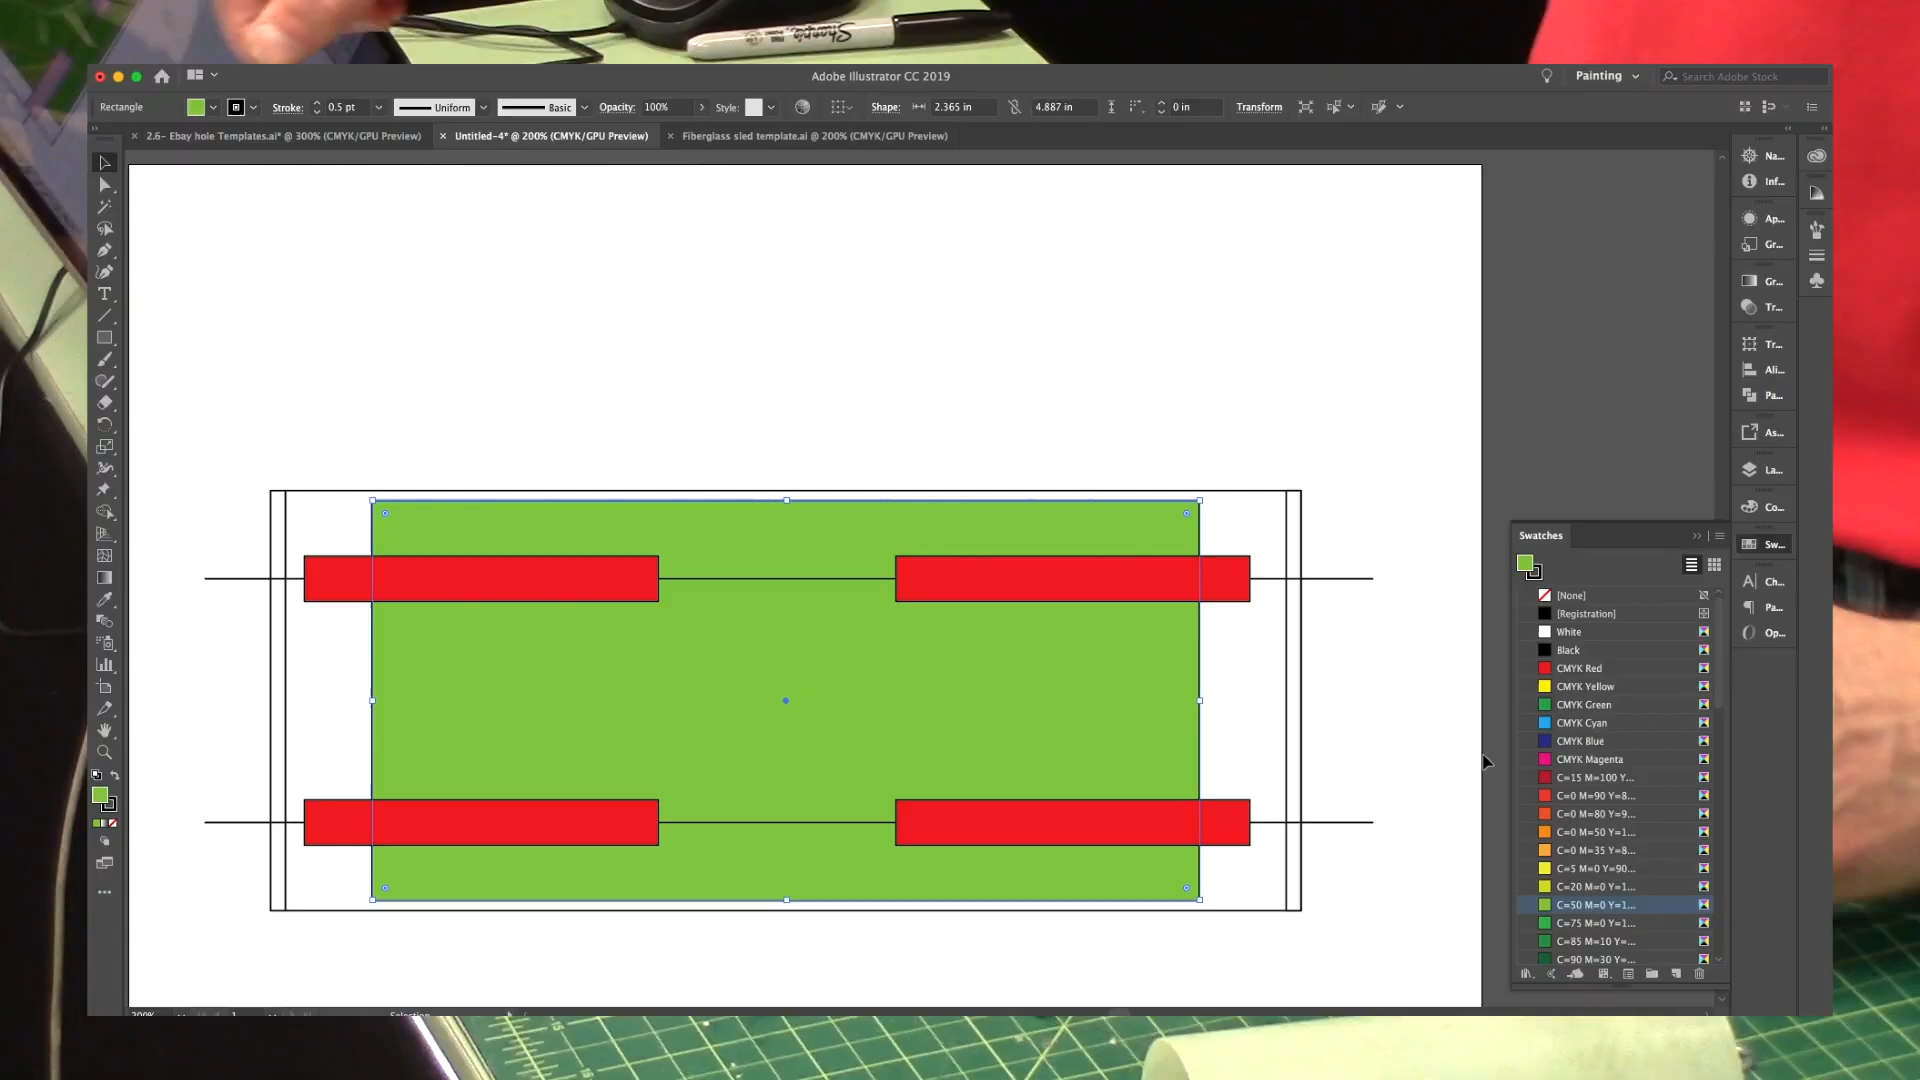 Sharpie
Adobe Illustrator CC 2019
Painting
Search Adobe Stock
Rectangle
Stroke:
0.5 pt
Uniform
Basic
Opacity:
100%
Style:
Shape:
2.365 in
4.887 in
0 in
Transform
2.6- Ebay hole Templates.ai* @ 300% (CMYK/GPU Preview)
Untitled-4* @ 200% (CMYK/GPU Preview)
Fiberglass sled template.ai @ 200% (CMYK/GPU Preview)
Na...
Inf...
Ap...
Gr...
Gr...
Tr...
Tr...
Ali...
Pa...
As...
La...
Co...
Sw...
Ch...
Pa...
Op...
Swatches
[None]
[Registration]
White
Black
CMYK Red
CMYK Yellow
CMYK Green
CMYK Cyan
CMYK Blue
CMYK Magenta
C=15 M=100 Y...
C=0 M=90 Y=8...
C=0 M=80 Y=9...
C=0 M=50 Y=1...
C=0 M=35 Y=8...
C=5 M=0 Y=90...
C=20 M=0 Y=1...
C=50 M=0 Y=1...
C=75 M=0 Y=1...
C=85 M=10 Y=...
C=90 M=30 Y=...
200%
1
Selection